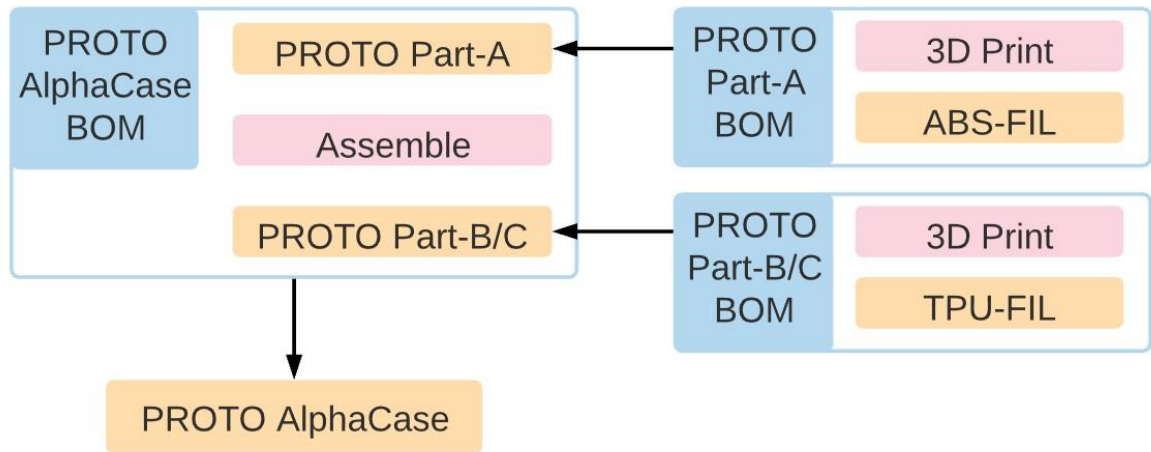 PROTO
AlphaCase
BOM
PROTO Part-A
Assemble
PROTO Part-B/C
PROTO
Part-A
BOM
3D Print
ABS-FIL
PROTO
Part-B/C
BOM
3D Print
TPU-FIL
PROTO AlphaCase